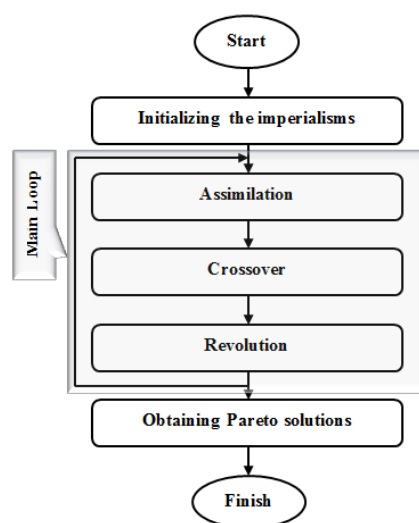 Start
Initializing the imperialisms
Main Loop
Assimilation
Crossover
Revolution
Obtaining Pareto solutions
Finish